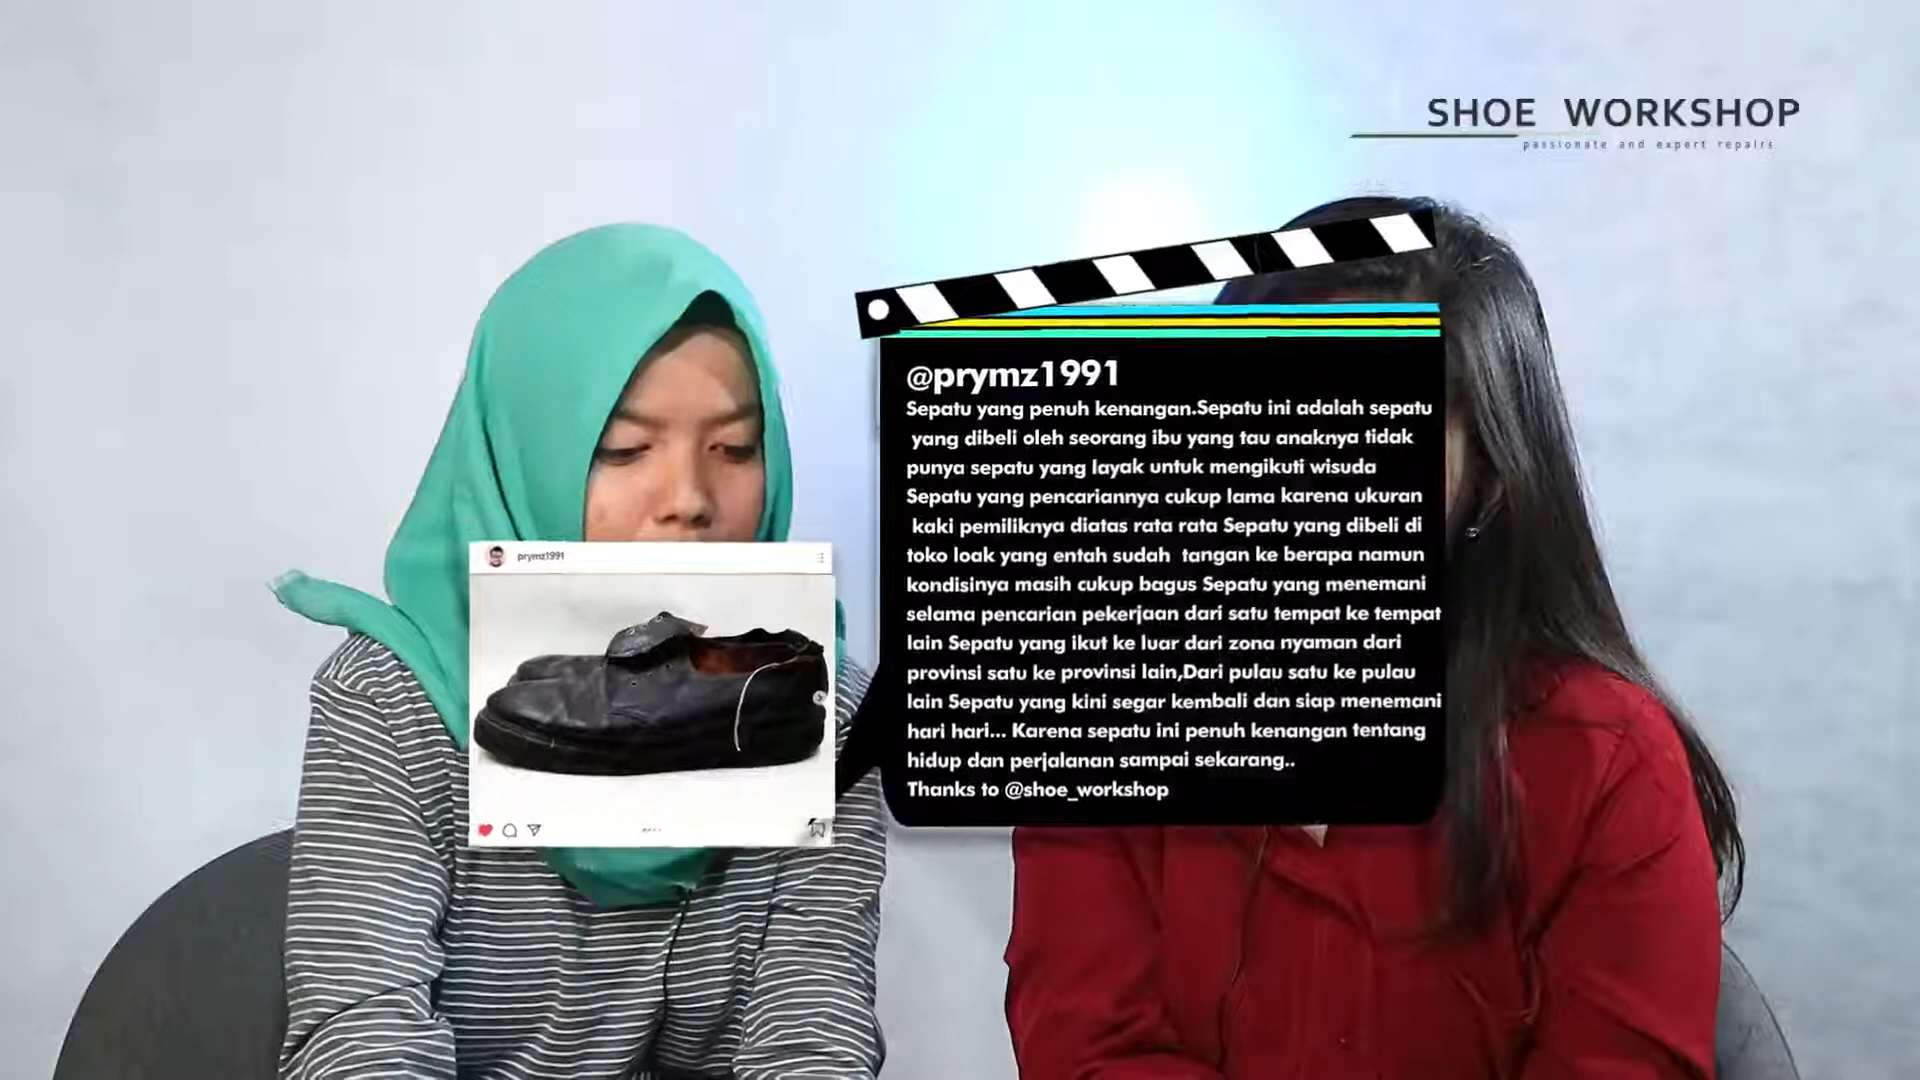 SHOE WORKSHOP
passionate and expert repairs
@prymz1991
Sepatu yang penuh kenangan.Sepatu ini adalah sepatu
yang dibeli oleh seorang ibu yang tau anaknya tidak
punya sepatu yang layak untuk mengikuti wisuda
Sepatu yang pencariannya cukup lama karena ukuran
kaki pemiliknya diatas rata rata Sepatu yang dibeli di
toko loak yang entah sudah tangan ke berapa namun
kondisinya masih cukup bagus Sepatu yang menemani
selama pencarian pekerjaan dari satu tempat ke tempat
lain Sepatu yang ikut ke luar dari zona nyaman dari
provinsi satu ke provinsi lain,Dari pulau satu ke pulau
lain Sepatu yang kini segar kembali dan siap menemani
hari hari... Karena sepatu ini penuh kenangan tentang
hidup dan perjalanan sampai sekarang..
Thanks to @shoe_workshop
prymz1991